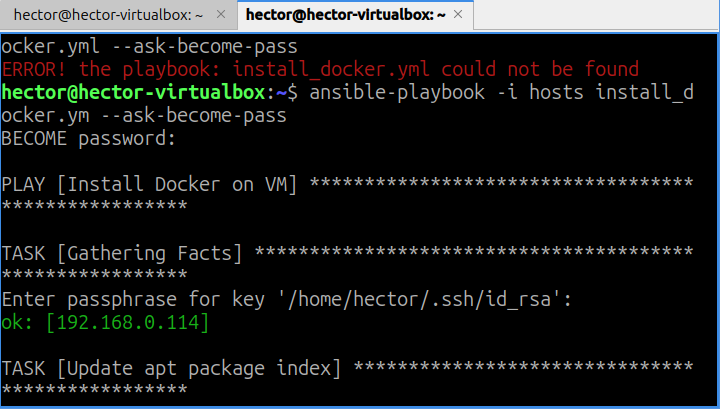 hector@hector-virtualbox: ~ × hector@hector-virtualbox: ~ ×
ocker.yml --ask-become-pass
ERROR! the playbook: install_docker.yml could not be found
hector@hector-virtualbox:~$ ansible-playbook -i hosts install_d
ocker.ym --ask-become-pass
BECOME password:
PLAY [Install Docker on VM] ***********************************
*****************
TASK [Gathering Facts] ****************************************
*****************
Enter passphrase for key '/home/hector/.ssh/id_rsa':
ok: [192.168.0.114]
TASK [Update apt package index] *******************************
*****************